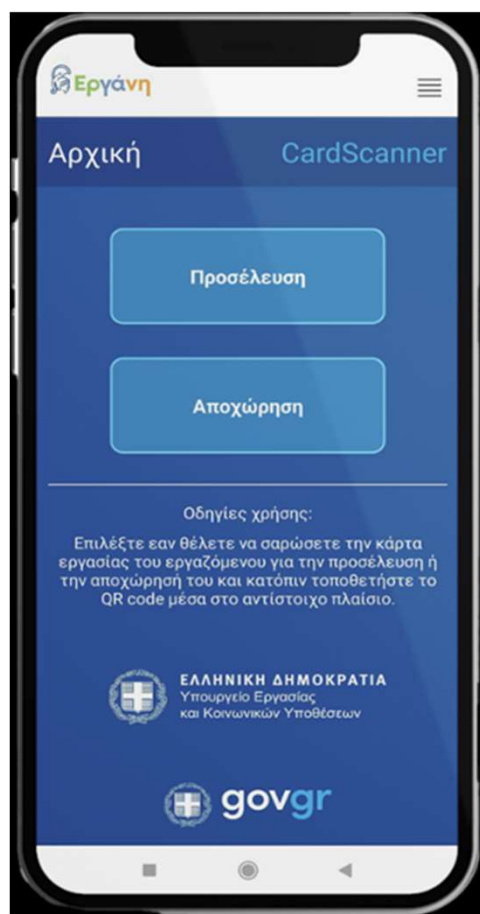 Εργάνη
Αρχική CardScanner
Προσέλευση
Αποχώρηση
Οδηγίες χρήσης:
Επιλέξτε εαν θέλετε να σαρώσετε την κάρτα
εργασίας του εργαζόμενου για την προσέλευση ή
την αποχώρησή του και κατόπιν τοποθετήστε το
QR code μέσα στο αντίστοιχο πλαίσιο.
ΕΛΛΗΝΙΚΗ ΔΗΜΟΚΡΑΤΙΑ
Υπουργείο Εργασίας
και Κοινωνικών Υποθέσεων
govgr